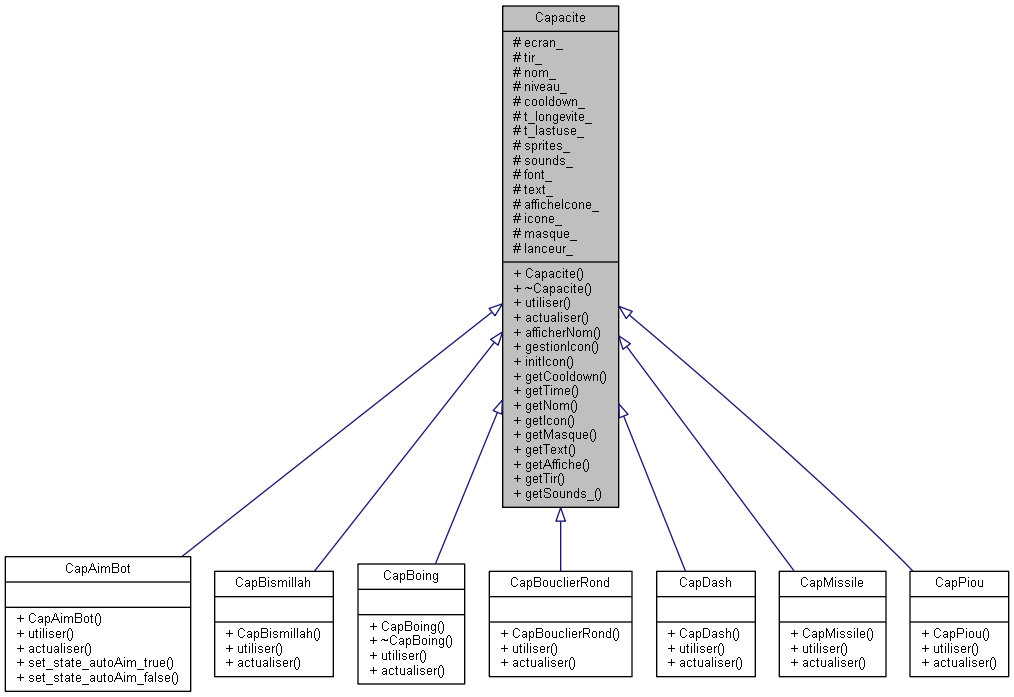 Capacite
# ecran_
# tir_
# nom_
# niveau_
# cooldown_
# t_longevite_
# t_lastuse_
# sprites_
# sounds_
# font_
# text_
# afficheIcone_
# icone_
# masque_
# lanceur_
+ Capacite()
+ ~Capacite()
+ utiliser()
+ actualiser()
+ afficherNom()
+ gestionIcon()
+ initIcon()
+ getCooldown()
+ getTime()
+ getNom()
+ getIcon()
+ getMasque()
+ getText()
+ getAffiche()
+ getTir()
+ getSounds_()
CapAimBot
+ CapAimBot()
+ utiliser()
+ actualiser()
+ set_state_autoAim_true()
+ set_state_autoAim_false()
CapBismillah
+ CapBismillah()
+ utiliser()
+ actualiser()
CapBoing
+ CapBoing()
+ ~CapBoing()
+ utiliser()
+ actualiser()
CapBouclierRond
+ CapBouclierRond()
+ utiliser()
+ actualiser()
CapDash
+ CapDash()
+ utiliser()
+ actualiser()
CapMissile
+ CapMissile()
+ utiliser()
+ actualiser()
CapPiou
+ CapPiou()
+ utiliser()
+ actualiser()